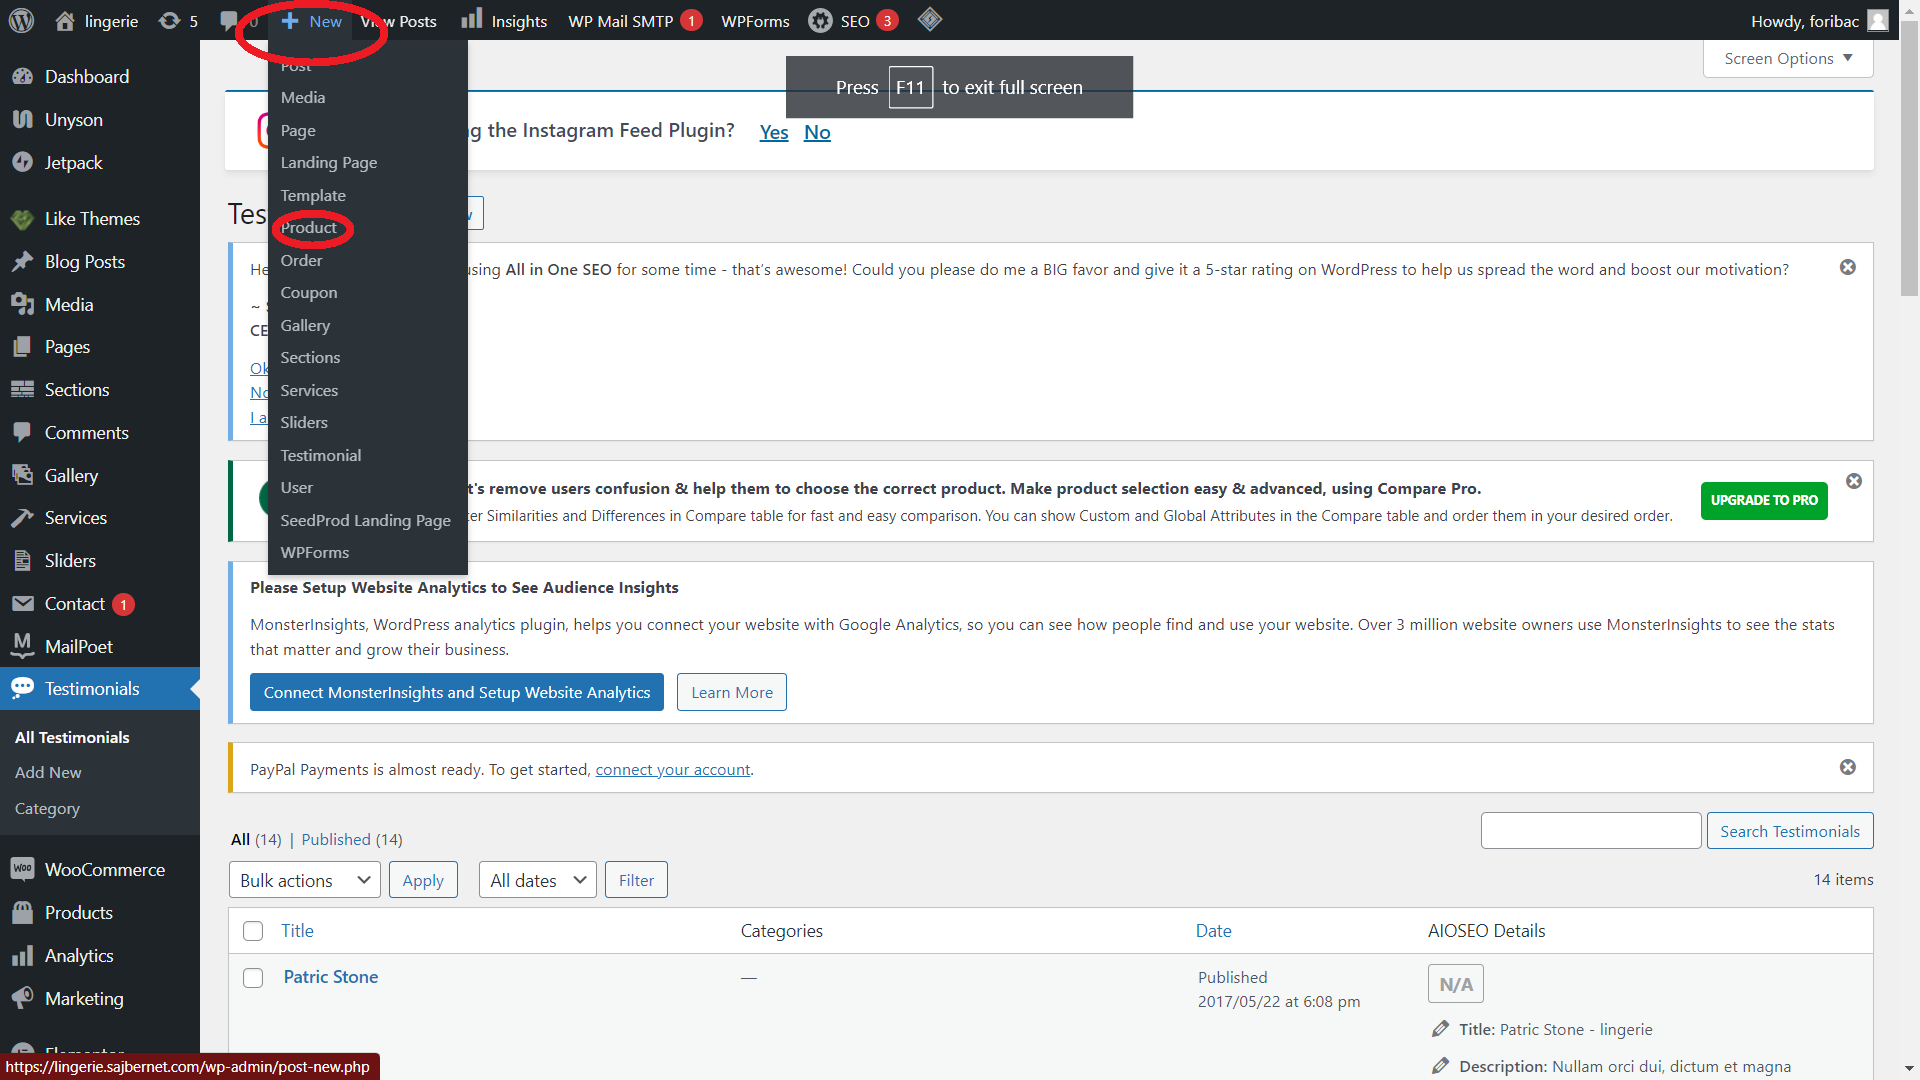 lingerie
5
0
New
View Posts
Insights
WP Mail SMTP 1
WPForms
SEO 3
Howdy, foribac
Screen Options
Press F11 to exit full screen
Dashboard
Unyson
Jetpack
Like Themes
Blog Posts
Media
Pages
Sections
Comments
Gallery
Services
Sliders
Contact 1
MailPoet
Testimonials
All Testimonials
Add New
Category
WooCommerce
Products
Analytics
Marketing
Elementor
Post
Media
Page
Landing Page
Template
Product
Order
Coupon
Gallery
Sections
Services
Sliders
Testimonial
User
SeedProd Landing Page
WPForms
g the Instagram Feed Plugin? Yes No
Tes
using All in One SEO for some time - that's awesome! Could you please do me a BIG favor and give it a 5-star rating on WordPress to help us spread the word and boost our motivation?
CE
Ok
No
I a
t's remove users confusion & help them to choose the correct product. Make product selection easy & advanced, using Compare Pro.
ter Similarities and Differences in Compare table for fast and easy comparison. You can show Custom and Global Attributes in the Compare table and order them in your desired order.
UPGRADE TO PRO
Please Setup Website Analytics to See Audience Insights
MonsterInsights, WordPress analytics plugin, helps you connect your website with Google Analytics, so you can see how people find and use your website. Over 3 million website owners use MonsterInsights to see the stats
that matter and grow their business.
Connect MonsterInsights and Setup Website Analytics
Learn More
PayPal Payments is almost ready. To get started, connect your account.
All (14) | Published (14)
Search Testimonials
Bulk actions
Apply
All dates
Filter
14 items
Title
Categories
Date
AIOSEO Details
Patric Stone
—
Published
2017/05/22 at 6:08 pm
N/A
Title: Patric Stone - lingerie
Description: Nullam orci dui, dictum et magna
https://lingerie.sajbernet.com/wp-admin/post-new.php